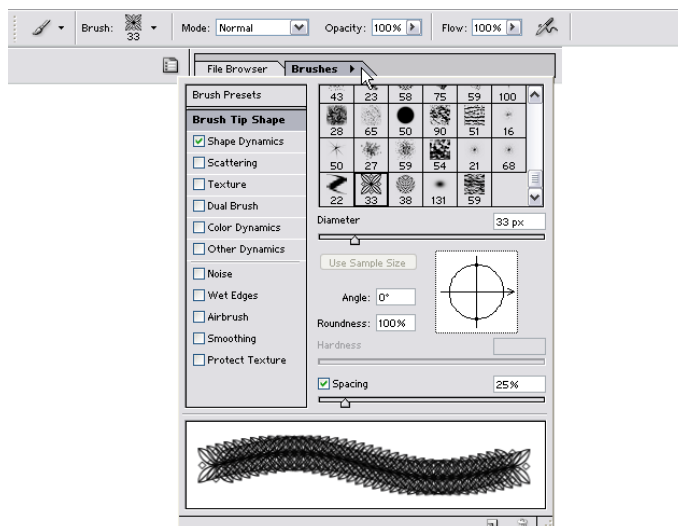 Brush: 33 Mode: Normal Opacity: 100% Flow: 100%
File Browser Brushes
Brush Presets
Brush Tip Shape
Shape Dynamics
Scattering
Texture
Dual Brush
Color Dynamics
Other Dynamics
Noise
Wet Edges
Airbrush
Smoothing
Protect Texture
43 23 58 75 59 100
28 65 50 90 51 16
50 27 59 54 21 68
22 33 38 131 59
Diameter 33 px
Use Sample Size
Angle: 0°
Roundness: 100%
Hardness
Spacing 25%